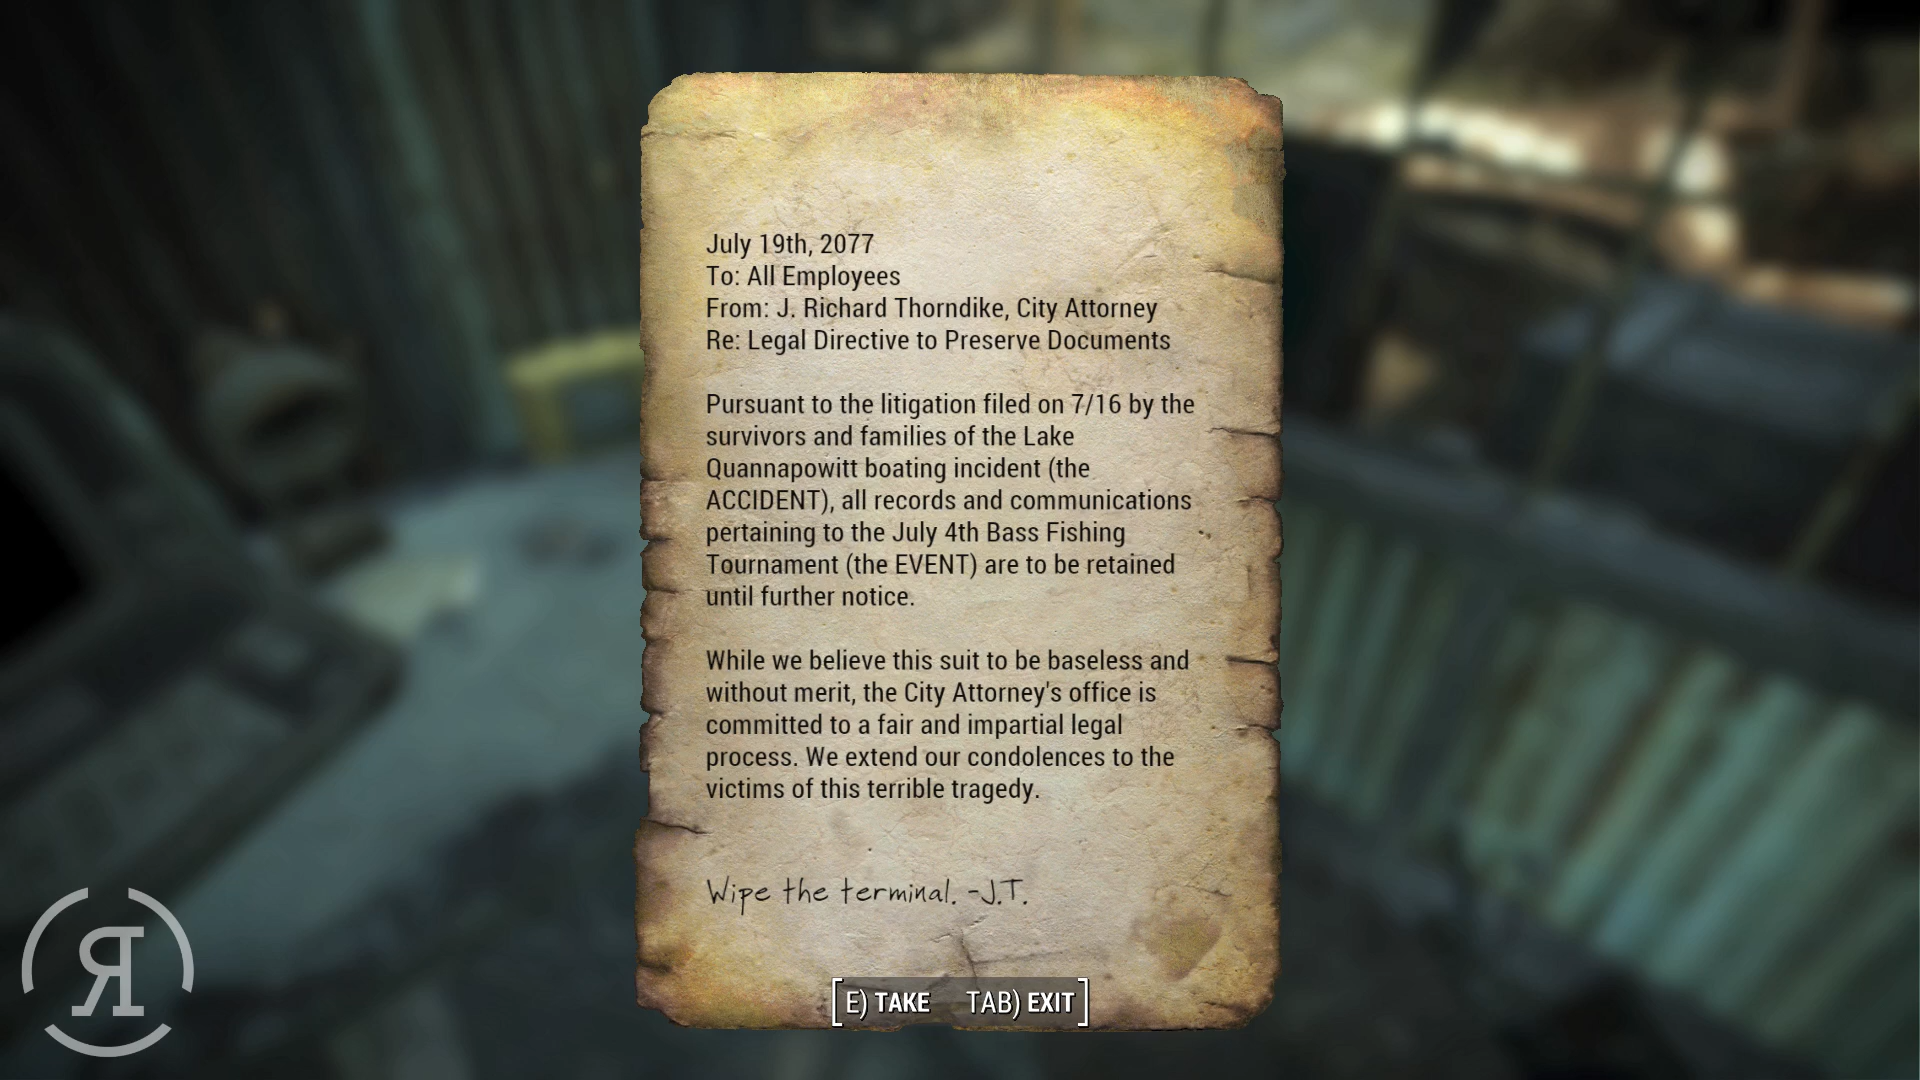 July 19th, 2077
To: All Employees
From: J. Richard Thorndike, City Attorney
Re: Legal Directive to Preserve Documents
Pursuant to the litigation filed on 7/16 by the
survivors and families of the Lake
Quannapowitt boating incident (the
ACCIDENT), all records and communications
pertaining to the July 4th Bass Fishing
Tournament (the EVENT) are to be retained
until further notice.
While we believe this suit to be baseless and
without merit, the City Attorney's office is
committed to a fair and impartial legal
process. We extend our condolences to the
victims of this terrible tragedy.
Wipe the terminal. -J.T.
E) TAKE TAB) EXIT
Я